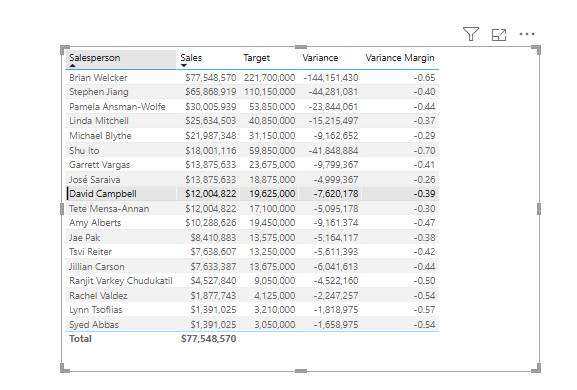 Salesperson Sales Target Variance Variance Margin
Brian Welcker $77,548,570 221,700,000 -144,151,430 -0.65
Stephen Jiang $65,868,919 110,150,000 -44,281,081 -0.40
Pamela Ansman-Wolfe $30,005,939 53,850,000 -23,844,061 -0.44
Linda Mitchell $25,634,503 40,850,000 -15,215,497 -0.37
Michael Blythe $21,987,348 31,150,000 -9,162,652 -0.29
Shu Ito $18,001,116 59,850,000 -41,848,884 -0.70
Garrett Vargas $13,875,633 23,675,000 -9,799,367 -0.41
José Saraiva $13,875,633 18,875,000 -4,999,367 -0.26
David Campbell $12,004,822 19,625,000 -7,620,178 -0.39
Tete Mensa-Annan $12,004,822 17,100,000 -5,095,178 -0.30
Amy Alberts $10,288,626 19,450,000 -9,161,374 -0.47
Jae Pak $8,410,883 13,575,000 -5,164,117 -0.38
Tsvi Reiter $7,638,607 13,250,000 -5,611,393 -0.42
Jillian Carson $7,633,387 13,675,000 -6,041,613 -0.44
Ranjit Varkey Chudukatil $4,527,840 9,050,000 -4,522,160 -0.50
Rachel Valdez $1,877,743 4,125,000 -2,247,257 -0.54
Lynn Tsoflias $1,391,025 3,210,000 -1,818,975 -0.57
Syed Abbas $1,391,025 3,050,000 -1,658,975 -0.54
Total $77,548,570